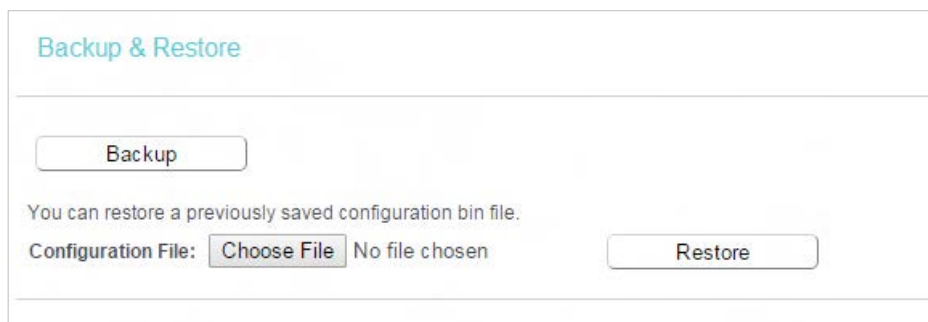 Backup & Restore
Backup
You can restore a previously saved configuration bin file.
Configuration File: Choose File No file chosen Restore